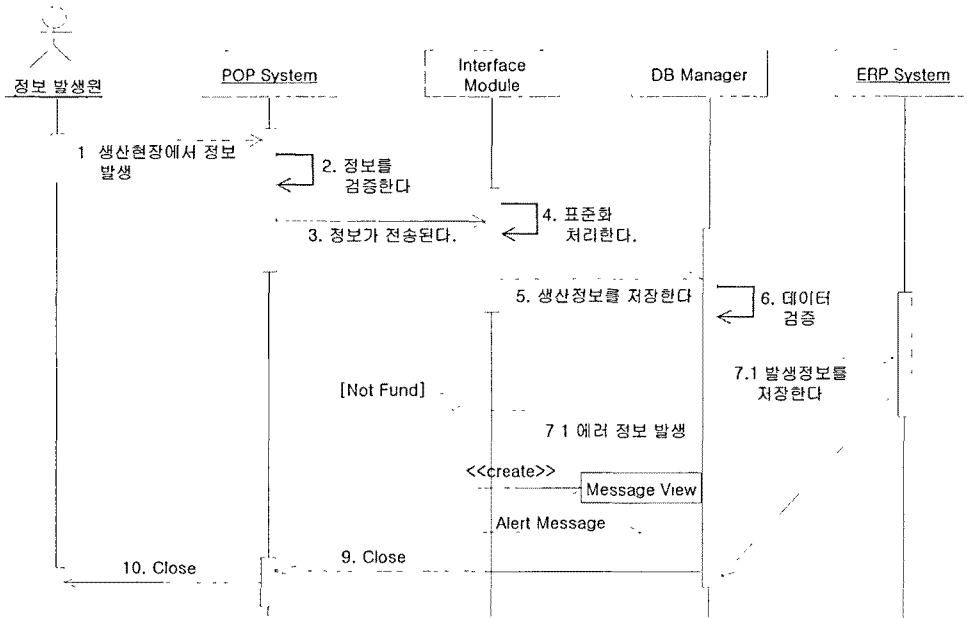 정보 발생원
POP System
Interface
Module
DB Manager
ERP System
1 생산현장에서 정보
발생
2. 정보를
검증한다
3. 정보가 전송된다.
4. 표준화
처리한다.
5. 생산정보를 저장한다
6. 데이터
검증
7.1 발생정보를
저장한다
[Not Fund]
7 1 에러 정보 발생
<<create>>
Message View
Alert Message
9. Close
10. Close